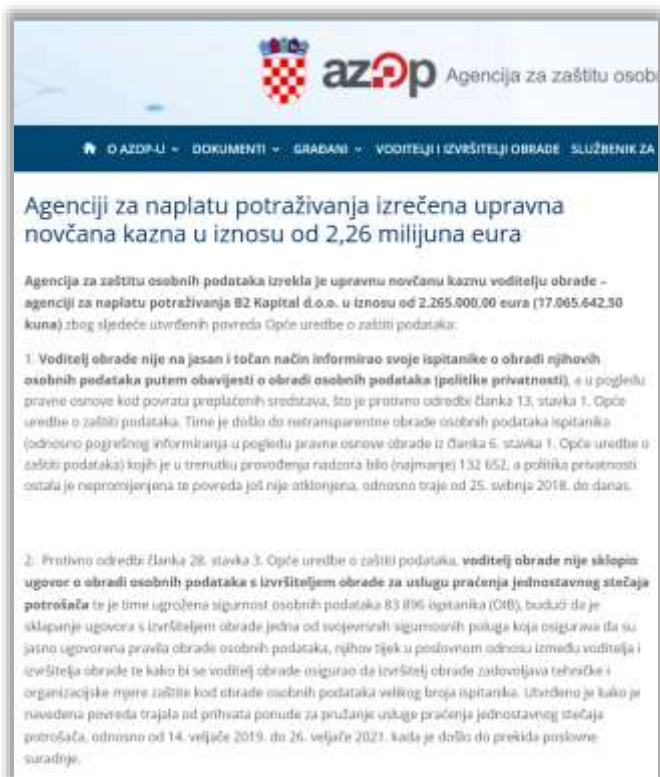 azop Agencija za zaštitu osob
O AZOP-U DOKUMENTI GRAĐANI VODITELJI I IZVRŠITELJI OBRADE SLUŽBENIK ZA
Agenciji za naplatu potraživanja izrečena upravna
novčana kazna u iznosu od 2,26 milijuna eura
Agencija za zaštitu osobnih podataka izrekla je upravnu novčanu kaznu voditelju obrade –
agenciji za naplatu potraživanja B2 Kapital d.o.o. u iznosu od 2.265.000,00 eura (17.065.642,50
kuna) zbog sljedeće utvrđenih povreda Opće uredbe o zaštiti podataka:
1. Voditelj obrade nije na jasan i točan način informirao svoje ispitanike o obradi njihovih
osobnih podataka putem obavijesti o obradi osobnih podataka (politike privatnosti), a u pogledu
pravne osnove kod povrata preplaćenih sredstava, što je protivno odredbi članka 13. stavka 1. Opće
uredbe o zaštiti podataka. Time je došlo do netransparentne obrade osobnih podataka ispitanika
(odnosno pogrešnog informiranja u pogledu pravne osnove obrade iz članka 6. stavka 1. Opće uredbe o
zaštiti podataka) kojih je u trenutku provođenja nadzora bilo (najmanje) 132 652, a politika privatnosti
ostala je nepromijenjena te povreda još nije otklonjena, odnosno traje od 25. svibnja 2018. do danas.
2. Protivno odredbi članka 28. stavka 3. Opće uredbe o zaštiti podataka, voditelj obrade nije sklopio
ugovor o obradi osobnih podataka s izvršiteljem obrade za uslugu praćenja jednostavnog stečaja
potrošača te je time ugrožena sigurnost osobnih podataka 83 896 ispitanika (OIB), budući da je
sklapanje ugovora s izvršiteljem obrade jedna od svojevrsnih sigurnosnih poluga koja osigurava da su
jasno ugovorena pravila obrade osobnih podataka, njihov tijek u poslovnom odnosu između voditelja i
izvršitelja obrade te kako bi se voditelj obrade osigurao da izvršitelj obrade zadovoljava tehničke i
organizacijske mjere zaštite kod obrade osobnih podataka velikog broja ispitanika. Utvrđeno je kako je
navedena povreda trajala od prihvata ponude za pružanje usluge praćenja jednostavnog stečaja
potrošača, odnosno od 14. veljače 2019. do 26. veljače 2021. kada je došlo do prekida poslovne
suradnje.